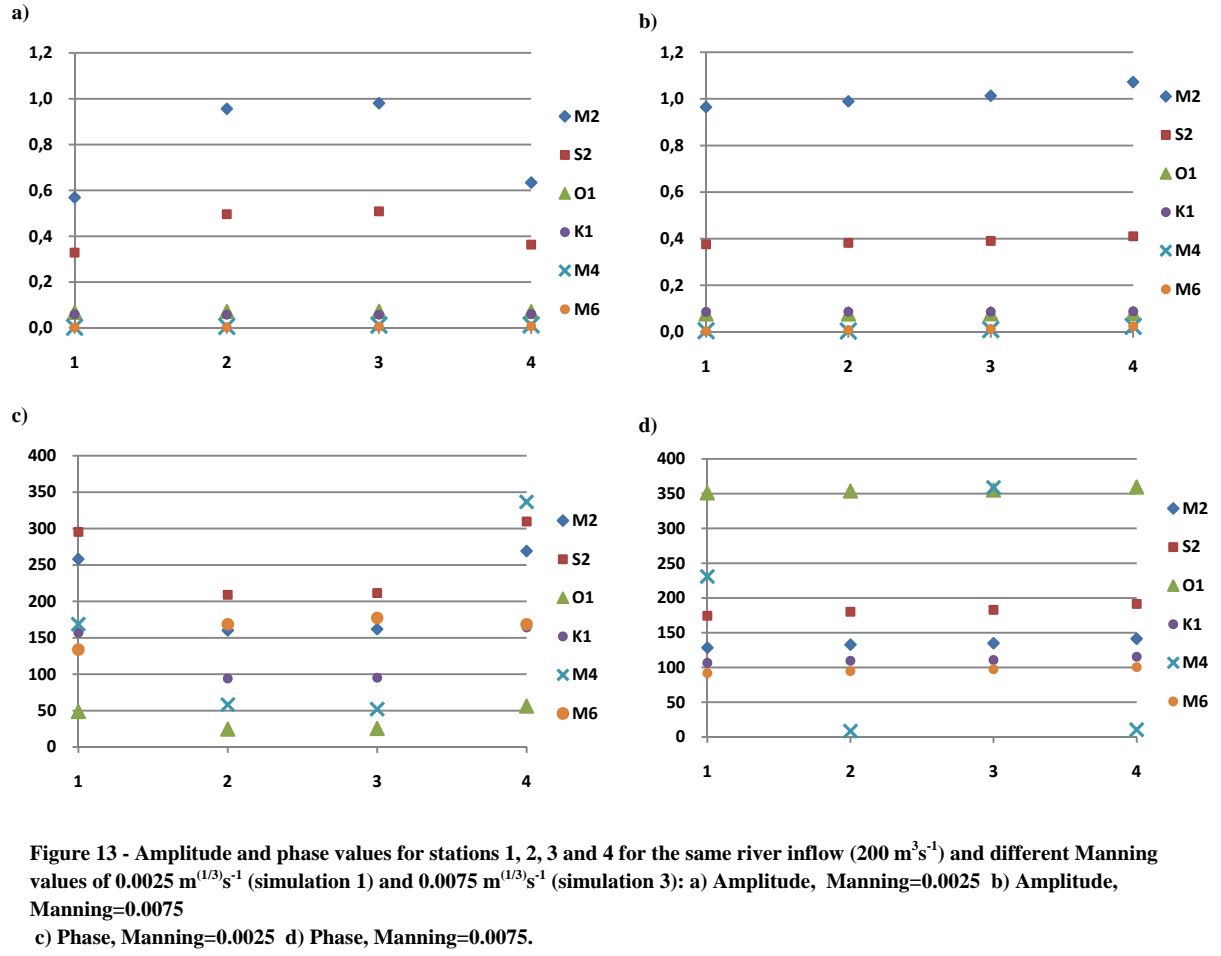 a)
1,2
1,0
0,8
0,6
0,4
0,2
0,0
1 2 3 4
M2
S2
O1
K1
M4
M6
b)
1,2
1,0
0,8
0,6
0,4
0,2
0,0
1 2 3 4
M2
S2
O1
K1
M4
M6
c)
400
350
300
250
200
150
100
50
0
1 2 3 4
M2
S2
O1
K1
M4
M6
d)
400
350
300
250
200
150
100
50
0
1 2 3 4
M2
S2
O1
K1
M4
M6
Figure 13 - Amplitude and phase values for stations 1, 2, 3 and 4 for the same river inflow (200 m³s⁻¹) and different Manning
values of 0.0025 m⁽¹/³⁾s⁻¹ (simulation 1) and 0.0075 m⁽¹/³⁾s⁻¹ (simulation 3): a) Amplitude, Manning=0.0025 b) Amplitude,
Manning=0.0075
c) Phase, Manning=0.0025 d) Phase, Manning=0.0075.